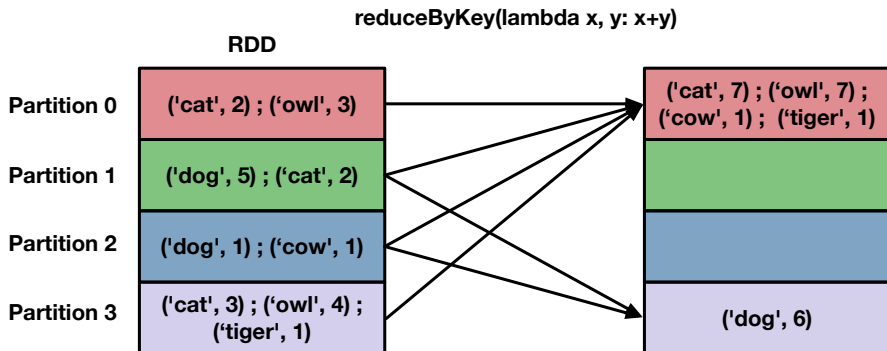 reduceByKey(lambda x, y: x+y)
RDD
Partition 0
('cat', 2) ; (‘owl', 3)
('cat', 7) ; (‘owl', 7) ;
(‘cow', 1) ;  (‘tiger', 1)
Partition 1
('dog', 5) ; (‘cat', 2)
Partition 2
('dog', 1) ; (‘cow', 1)
Partition 3
('cat', 3) ; (‘owl', 4) ;
(‘tiger', 1)
('dog', 6)